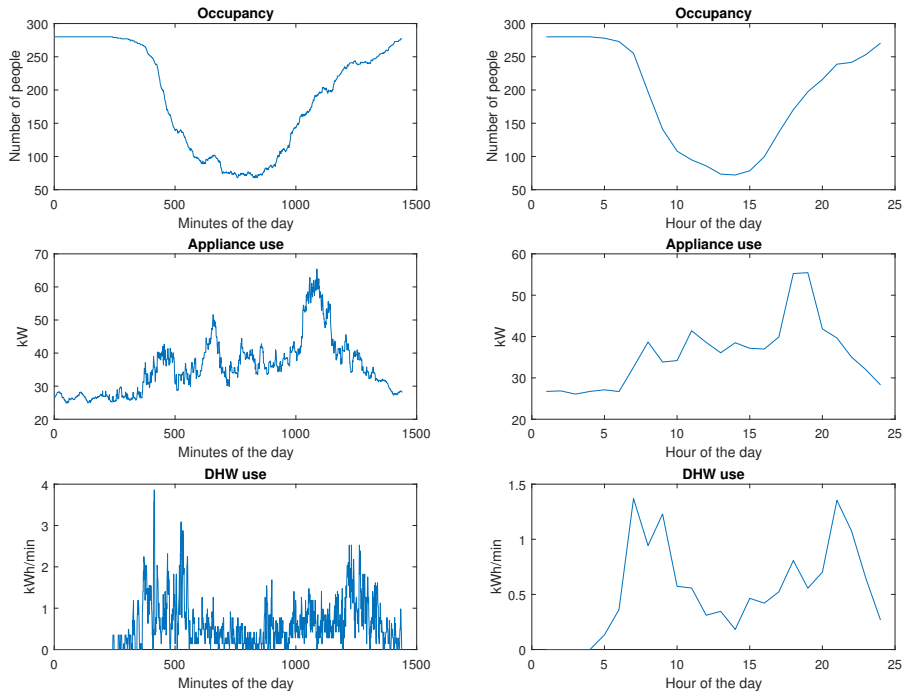 Occupancy
Number of people
300
250
200
150
100
50
0 500 1000 1500
Minutes of the day
Occupancy
Number of people
300
250
200
150
100
50
0 5 10 15 20 25
Hour of the day
Appliance use
kW
70
60
50
40
30
20
0 500 1000 1500
Minutes of the day
Appliance use
kW
60
50
40
30
20
0 5 10 15 20 25
Hour of the day
DHW use
kWh/min
4
3
2
1
0
0 500 1000 1500
Minutes of the day
DHW use
kWh/min
1.5
1
0.5
0
0 5 10 15 20 25
Hour of the day